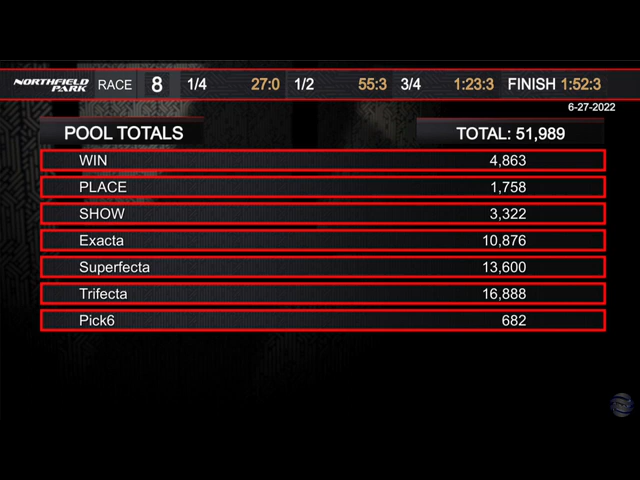 NORTHFIELD PARK RACE 8 1/4 27:0 1/2 55:3 3/4 1:23:3 FINISH 1:52:3
6-27-2022
POOL TOTALS TOTAL: 51,989
WIN 4,863
PLACE 1,758
SHOW 3,322
Exacta 10,876
Superfecta 13,600
Trifecta 16,888
Pick6 682